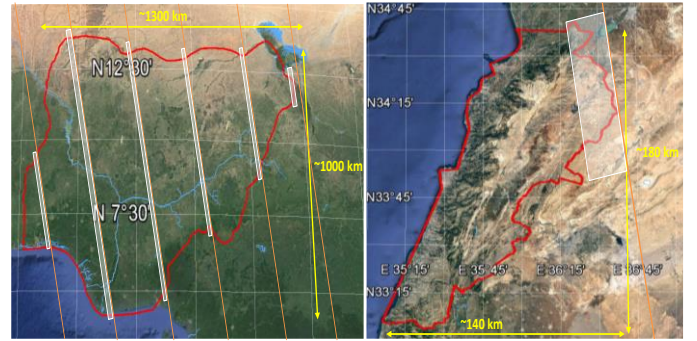 ~1300 km
N12°30'
~1000 km
N 7°30'
N34°45'
N34°15'
~180 km
N33°45'
E 35°15' E 35°45' E 36°15' E 36°45'
N33°15'
~140 km